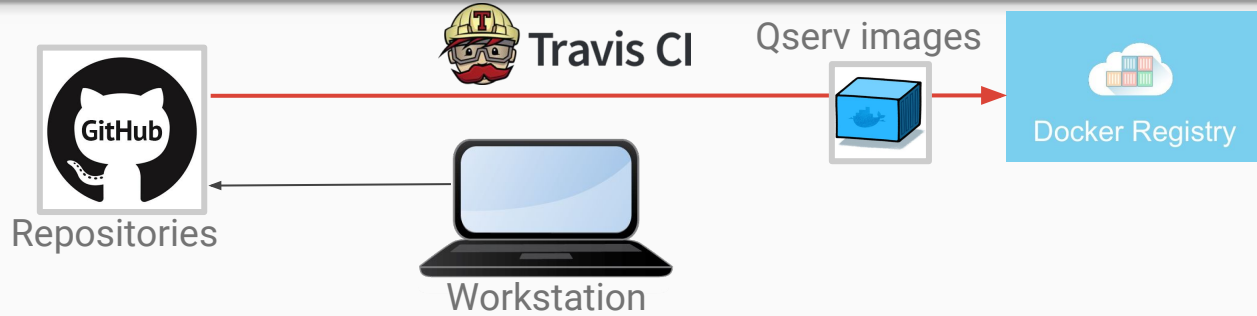 Travis CI
Qserv images
T
GitHub
Docker Registry
Repositories
Workstation